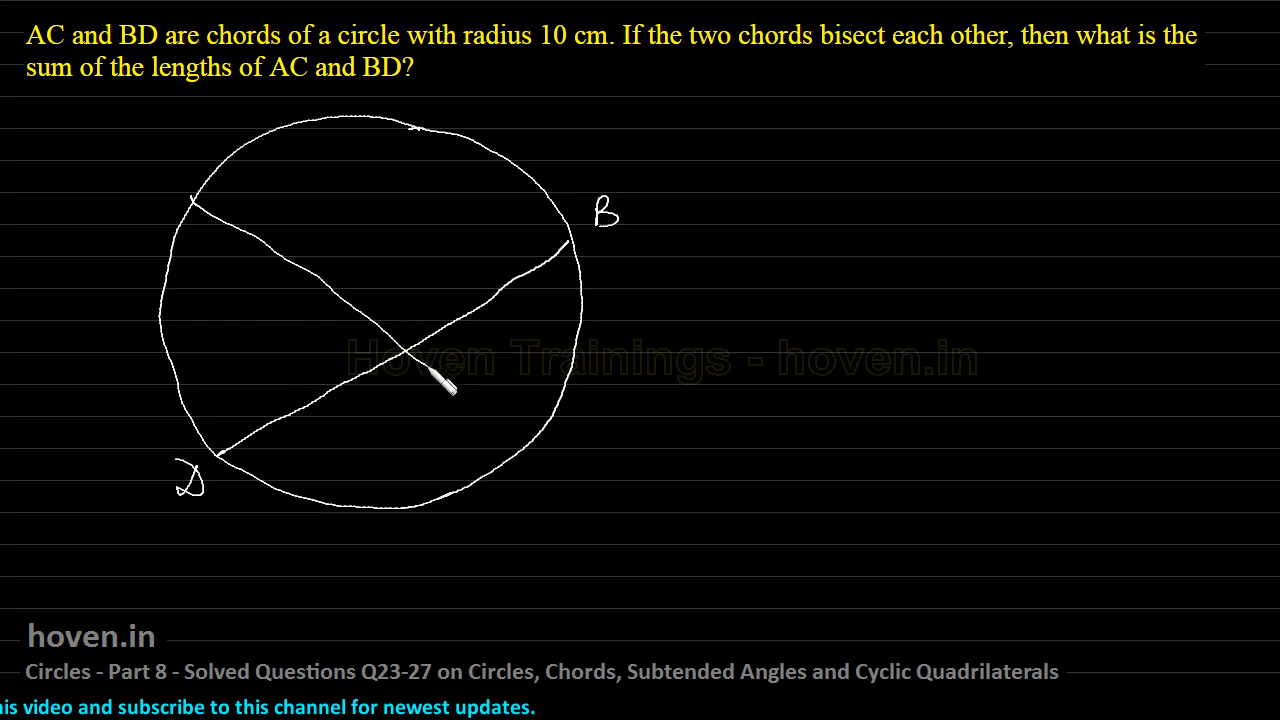 AC and BD are chords of a circle with radius 10 cm. If the two chords bisect each other, then what is the
sum of the lengths of AC and BD?
B
Hoven Trainings - hoven.in
D
hoven.in
Circles - Part 8 - Solved Questions Q23-27 on Circles, Chords, Subtended Angles and Cyclic Quadrilaterals
his video and subscribe to this channel for newest updates.